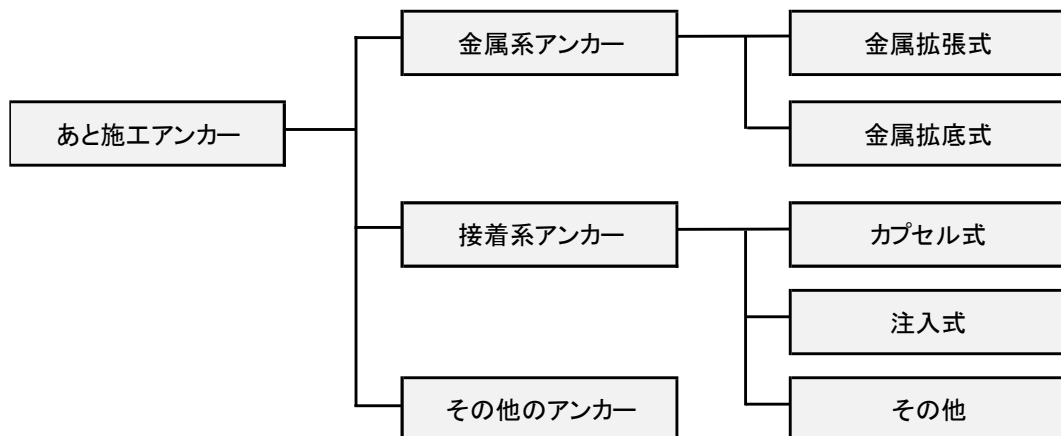 あと施工アンカー
金属系アンカー
金属拡張式
金属拡底式
接着系アンカー
カプセル式
注入式
その他
その他のアンカー